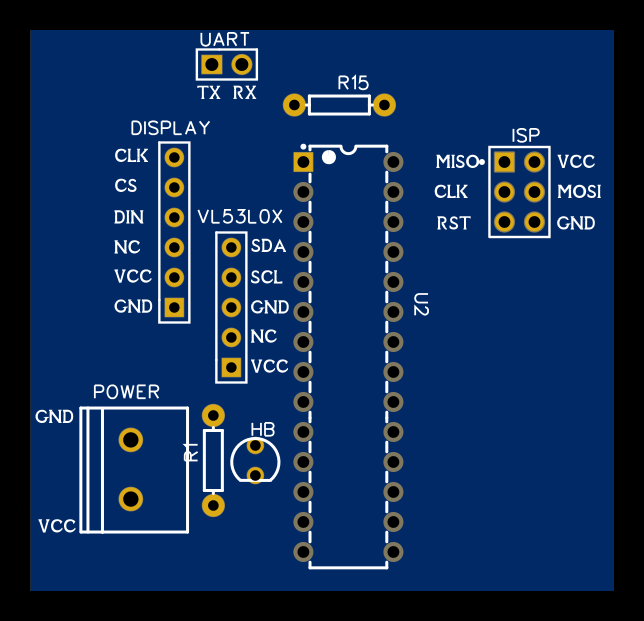 UART
TX RX
R15
DISPLAY
CLK
CS
DIN
NC
VCC
GND
VL53L0X
SDA
SCL
GND
NC
VCC
ISP
MISO VCC
CLK MOSI
RST GND
U2
POWER
GND
VCC
R1
HB